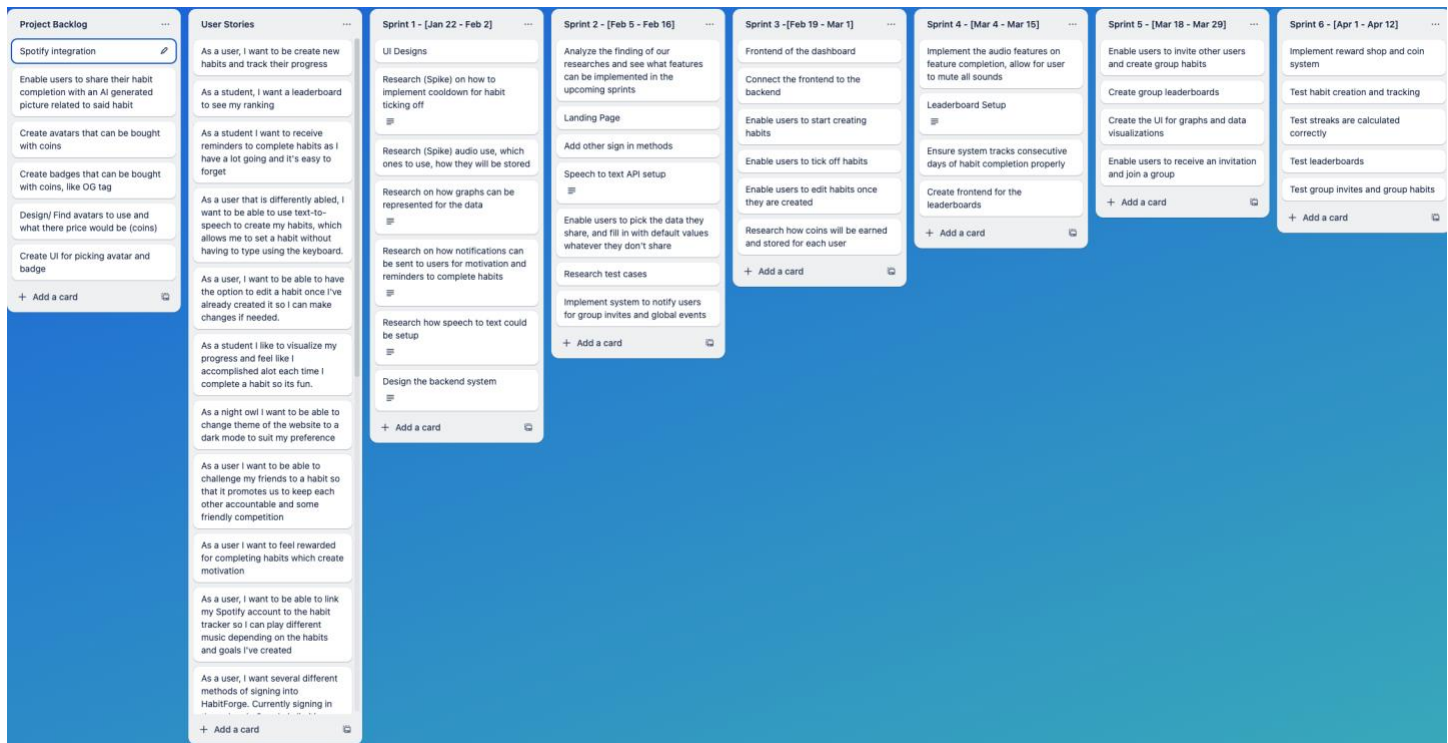 Project Backlog
Spotify integration
Enable users to share their habit
completion with an AI generated
picture related to said habit
Create avatars that can be bought
with coins
Create badges that can be bought
with coins, like OG tag
Design/ Find avatars to use and
what there price would be (coins)
Create UI for picking avatar and
badge
+ Add a card
User Stories
As a user, I want to be create new
habits and track their progress
As a student, I want a leaderboard
to see my ranking
As a student I want to receive
reminders to complete habits as I
have a lot going and it's easy to
forget
As a user that is differently abled, I
want to be able to use text-to-
speech to create my habits, which
allows me to set a habit without
having to type using the keyboard.
As a user, I want to be able to have
the option to edit a habit once I've
already created it so I can make
changes if needed.
As a student I like to visualize my
progress and feel like I
accomplished alot each time I
complete a habit so its fun.
As a night owl I want to be able to
change theme of the website to a
dark mode to suit my preference
As a user I want to be able to
challenge my friends to a habit so
that it promotes us to keep each
other accountable and some
friendly competition
As a user I want to feel rewarded
for completing habits which create
motivation
As a user, I want to be able to link
my Spotify account to the habit
tracker so I can play different
music depending on the habits
and goals I've created
As a user, I want several different
methods of signing into
HabitForge. Currently signing in
+ Add a card
Sprint 1 - [Jan 22 - Feb 2]
UI Designs
Research (Spike) on how to
implement cooldown for habit
ticking off
Research (Spike) audio use, which
ones to use, how they will be stored
Research on how graphs can be
represented for the data
Research on how notifications can
be sent to users for motivation and
reminders to complete habits
Research how speech to text could
be setup
Design the backend system
+ Add a card
Sprint 2 - [Feb 5 - Feb 16]
Analyze the finding of our
researches and see what features
can be implemented in the
upcoming sprints
Landing Page
Add other sign in methods
Speech to text API setup
Enable users to pick the data they
share, and fill in with default values
whatever they don't share
Research test cases
Implement system to notify users
for group invites and global events
+ Add a card
Sprint 3 -[Feb 19 - Mar 1]
Frontend of the dashboard
Connect the frontend to the
backend
Enable users to start creating
habits
Enable users to tick off habits
Enable users to edit habits once
they are created
Research how coins will be earned
and stored for each user
+ Add a card
Sprint 4 - [Mar 4 - Mar 15]
Implement the audio features on
feature completion, allow for user
to mute all sounds
Leaderboard Setup
Ensure system tracks consecutive
days of habit completion properly
Create frontend for the
leaderboards
+ Add a card
Sprint 5 - [Mar 18 - Mar 29]
Enable users to invite other users
and create group habits
Create group leaderboards
Create the UI for graphs and data
visualizations
Enable users to receive an invitation
and join a group
+ Add a card
Sprint 6 - [Apr 1 - Apr 12]
Implement reward shop and coin
system
Test habit creation and tracking
Test streaks are calculated
correctly
Test leaderboards
Test group invites and group habits
+ Add a card